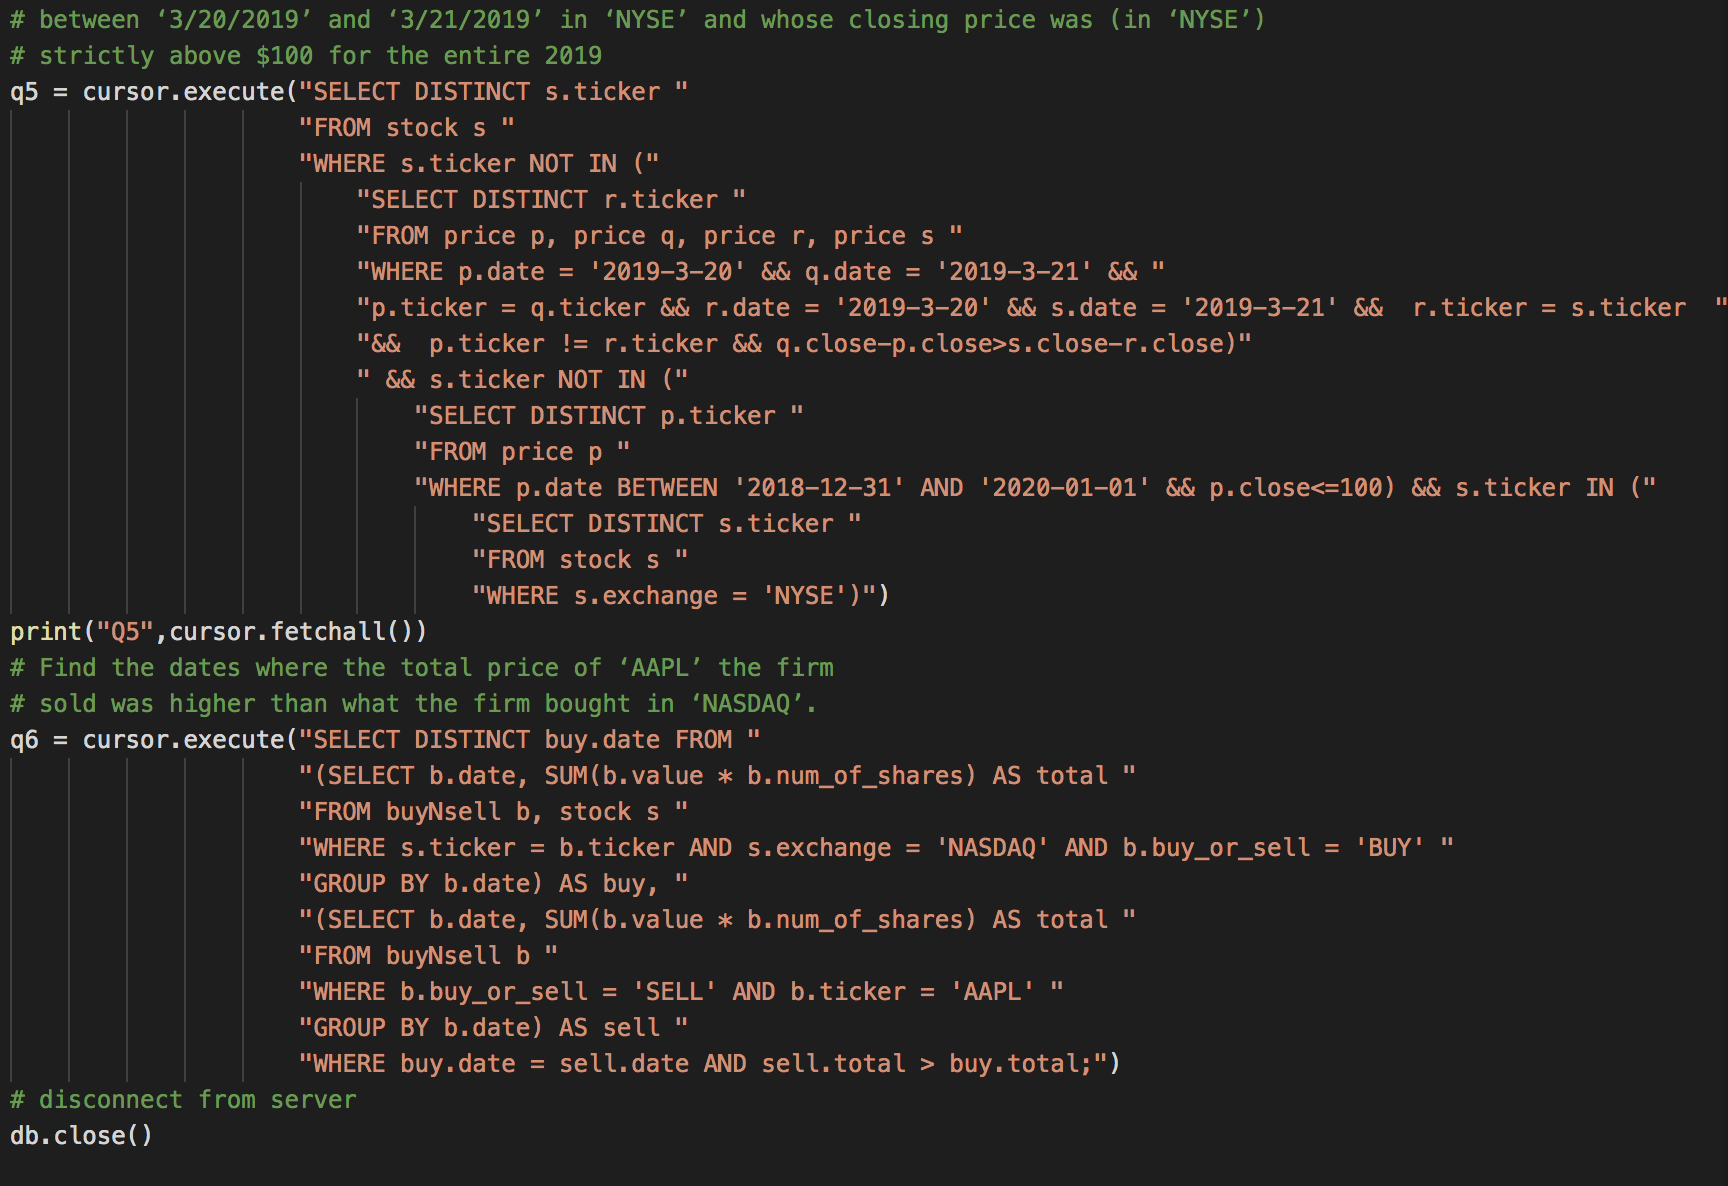 # between ‘3/20/2019’ and ‘3/21/2019’ in ‘NYSE’ and whose closing price was (in ‘NYSE’)
# strictly above $100 for the entire 2019
q5 = cursor.execute("SELECT DISTINCT s.ticker "
"FROM stock s "
"WHERE s.ticker NOT IN ("
"SELECT DISTINCT r.ticker "
"FROM price p, price q, price r, price s "
"WHERE p.date = '2019-3-20' && q.date = '2019-3-21' && "
"p.ticker = q.ticker && r.date = '2019-3-20' && s.date = '2019-3-21' &&  r.ticker = s.ticker  "
"&&  p.ticker != r.ticker && q.close-p.close>s.close-r.close)"
" && s.ticker NOT IN ("
"SELECT DISTINCT p.ticker "
"FROM price p "
"WHERE p.date BETWEEN '2018-12-31' AND '2020-01-01' && p.close<=100) && s.ticker IN ("
"SELECT DISTINCT s.ticker "
"FROM stock s "
"WHERE s.exchange = 'NYSE')")
print("Q5",cursor.fetchall())
# Find the dates where the total price of ‘AAPL’ the firm
# sold was higher than what the firm bought in ‘NASDAQ’.
q6 = cursor.execute("SELECT DISTINCT buy.date FROM "
"(SELECT b.date, SUM(b.value * b.num_of_shares) AS total "
"FROM buyNsell b, stock s "
"WHERE s.ticker = b.ticker AND s.exchange = 'NASDAQ' AND b.buy_or_sell = 'BUY' "
"GROUP BY b.date) AS buy, "
"(SELECT b.date, SUM(b.value * b.num_of_shares) AS total "
"FROM buyNsell b "
"WHERE b.buy_or_sell = 'SELL' AND b.ticker = 'AAPL' "
"GROUP BY b.date) AS sell "
"WHERE buy.date = sell.date AND sell.total > buy.total;")
# disconnect from server
db.close()